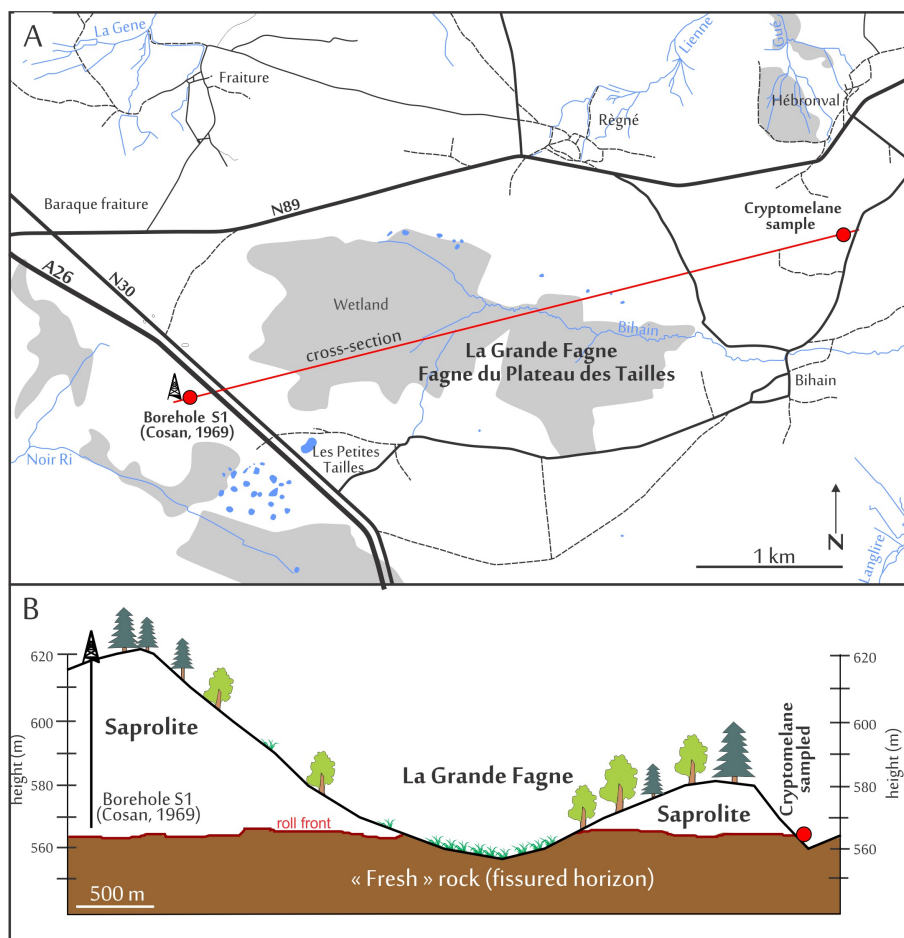 A
La Gene
Fraiture
Lienne
Gué
Hébronval
Règné
Baraque fraiture
N89
Cryptomelane
sample
A26
N30
Wetland
cross-section
Bihain
La Grande Fagne
Fagne du Plateau des Tailles
Bihain
Borehole S1
(Cosan, 1969)
Les Petites
Tailles
Noir Ri
N
1 km
Langlire
B
620
600
580
560
height (m)
Saprolite
Borehole S1
(Cosan, 1969)
roll front
La Grande Fagne
Saprolite
Cryptomelane
sampled
620
600
580
560
height (m)
« Fresh » rock (fissured horizon)
500 m